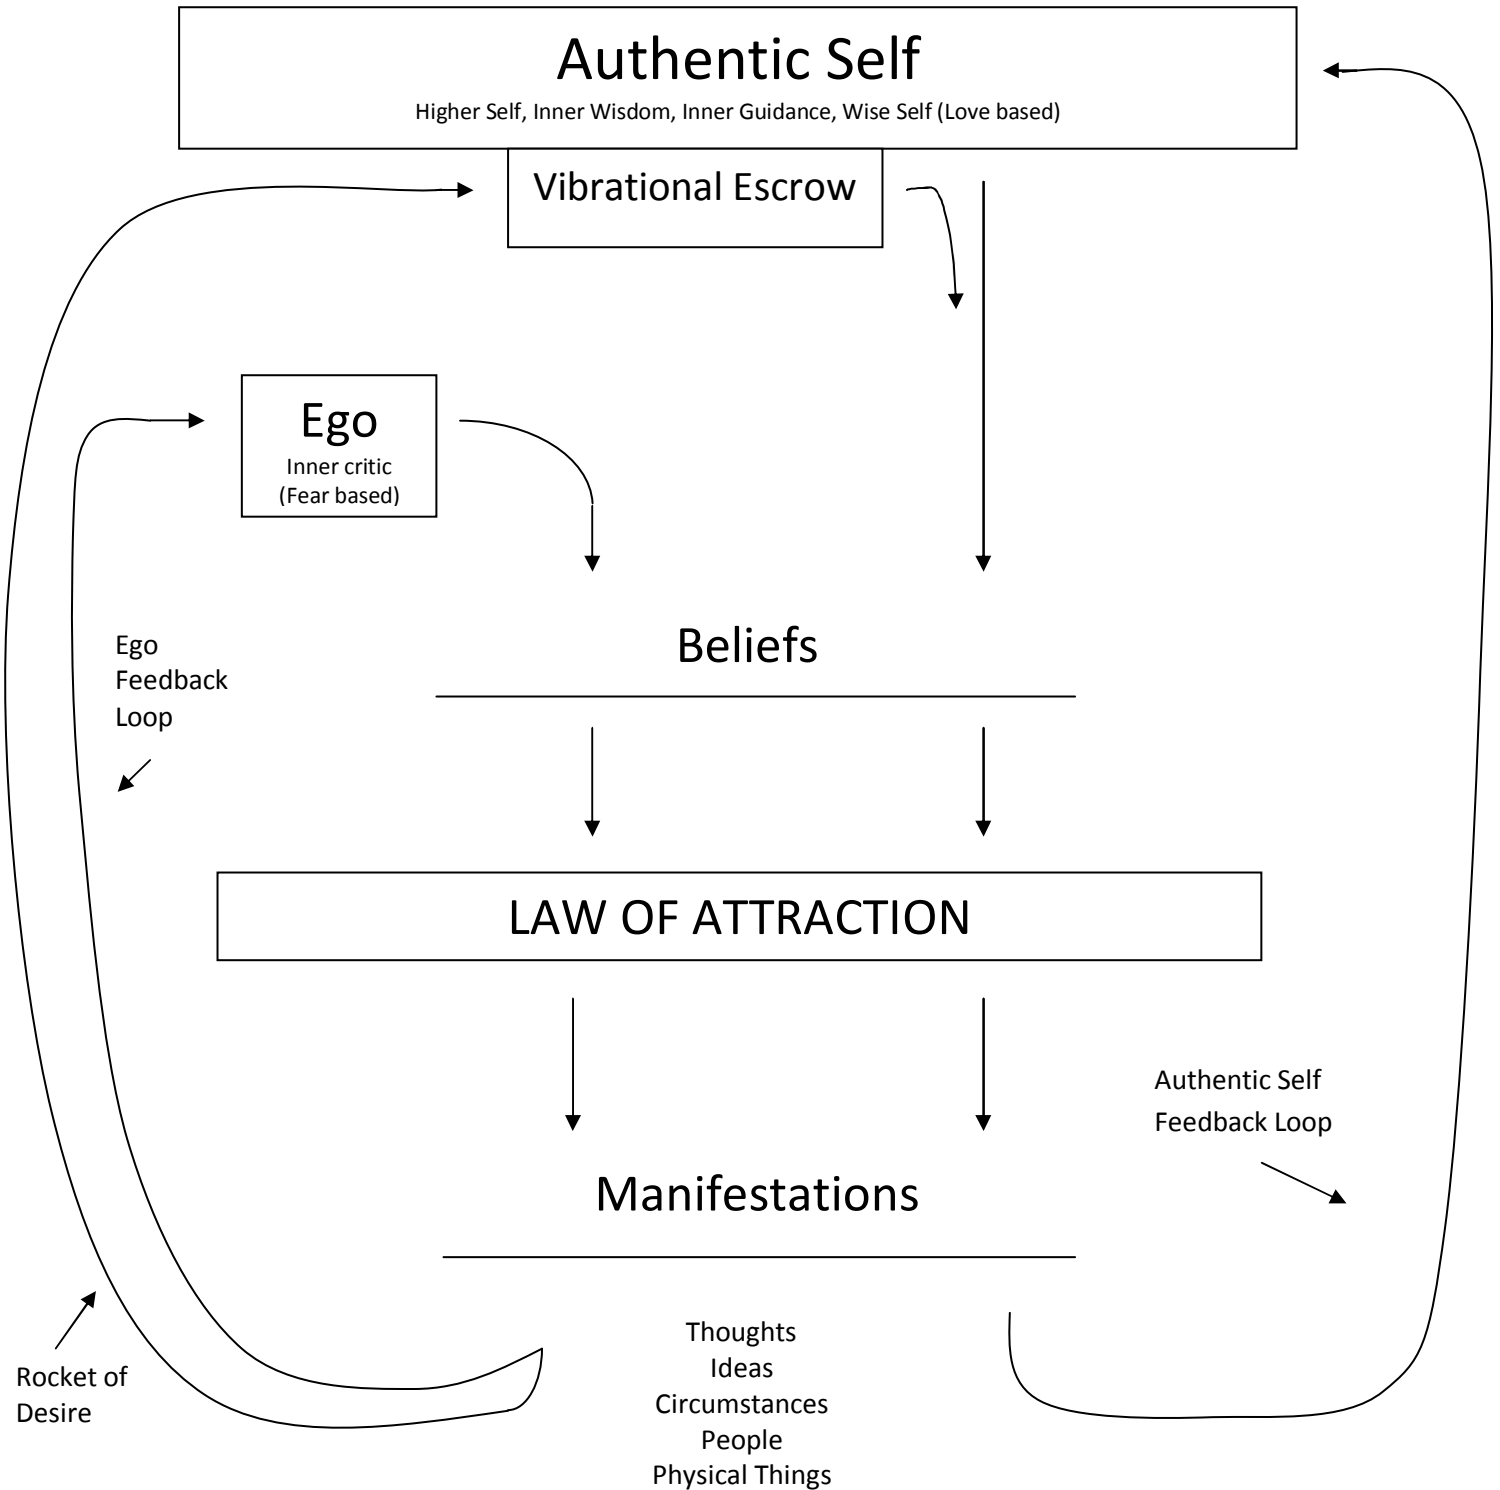 Authentic Self
Higher Self, Inner Wisdom, Inner Guidance, Wise Self (Love based)
Vibrational Escrow
Ego
Inner critic
(Fear based)
Beliefs
Ego
Feedback
Loop
LAW OF ATTRACTION
Authentic Self
Feedback Loop
Manifestations
Thoughts
Ideas
Circumstances
People
Physical Things
Rocket of
Desire